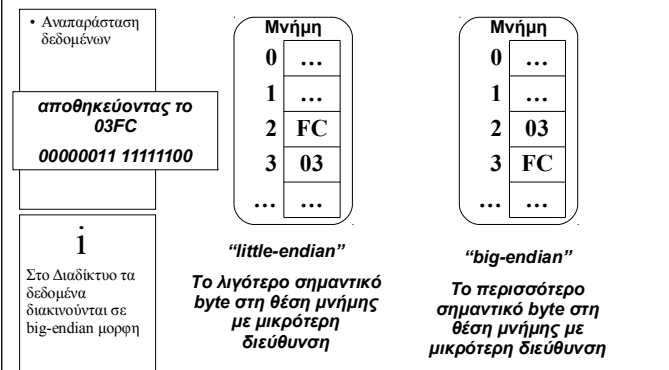 • Αναπαράσταση
δεδομένων
αποθηκεύοντας το
03FC
00000011 11111100
i
Στο Διαδίκτυο τα
δεδομένα
διακινούνται σε
big-endian μορφη
Μνήμη
0 ...
1 ...
2 FC
3 03
... ...
“little-endian”
Το λιγότερο σημαντικό
byte στη θέση μνήμης
με μικρότερη
διεύθυνση
Μνήμη
0 ...
1 ...
2 03
3 FC
... ...
“big-endian”
Το περισσότερο
σημαντικό byte στη
θέση μνήμης με
μικρότερη διεύθυνση